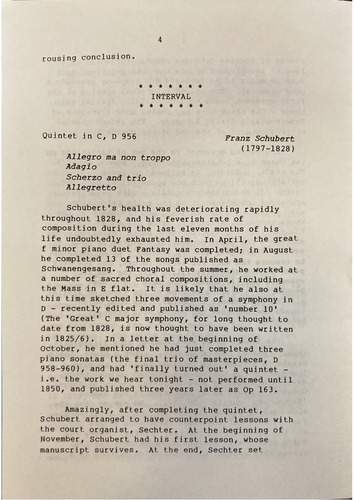 4
rousing conclusion.
* * * * * * *
INTERVAL
* * * * * * *
Quintet in C, D 956
Franz Schubert
(1797-1828)
Allegro ma non troppo
Adagio
Scherzo and trio
Allegretto
Schubert's health was deteriorating rapidly
throughout 1828, and his feverish rate of
composition during the last eleven months of his
life undoubtedly exhausted him. In April, the great
f minor piano duet Fantasy was completed; in August
he completed 13 of the songs published as
Schwanengesang. Throughout the summer, he worked at
a number of sacred choral compositions, including
the Mass in E flat. It is likely that he also at
this time sketched three movements of a symphony in
D - recently edited and published as 'number 10'
(The 'Great' C major symphony, for long thought to
date from 1828, is now thought to have been written
in 1825/6). In a letter at the beginning of
October, he mentioned he had just completed three
piano sonatas (the final trio of masterpieces, D
958-960), and had 'finally turned out' a quintet -
i.e. the work we hear tonight - not performed until
1850, and published three years later as Op 163.
Amazingly, after completing the quintet,
Schubert arranged to have counterpoint lessons with
the court organist, Sechter. At the beginning of
November, Schubert had his first lesson, whose
manuscript survives. At the end, Sechter set